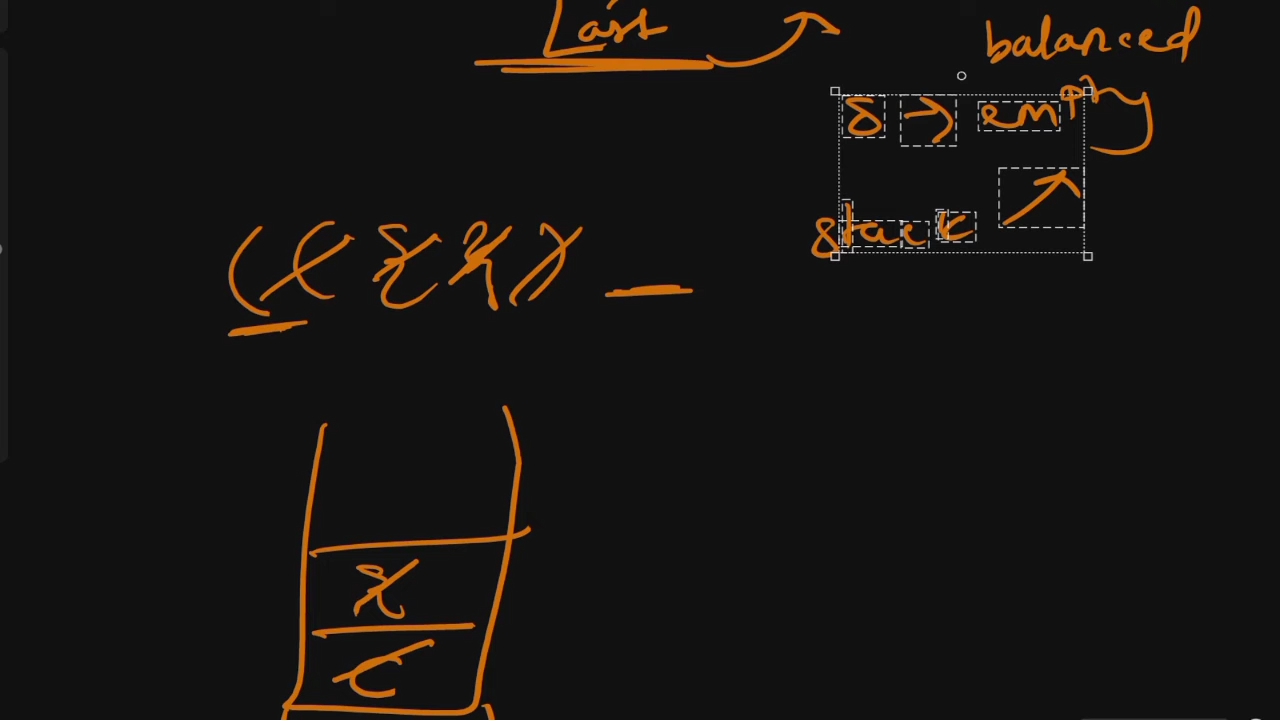 Last
balanced
S → empty
stack ↗
( ( { } ) _
{
(